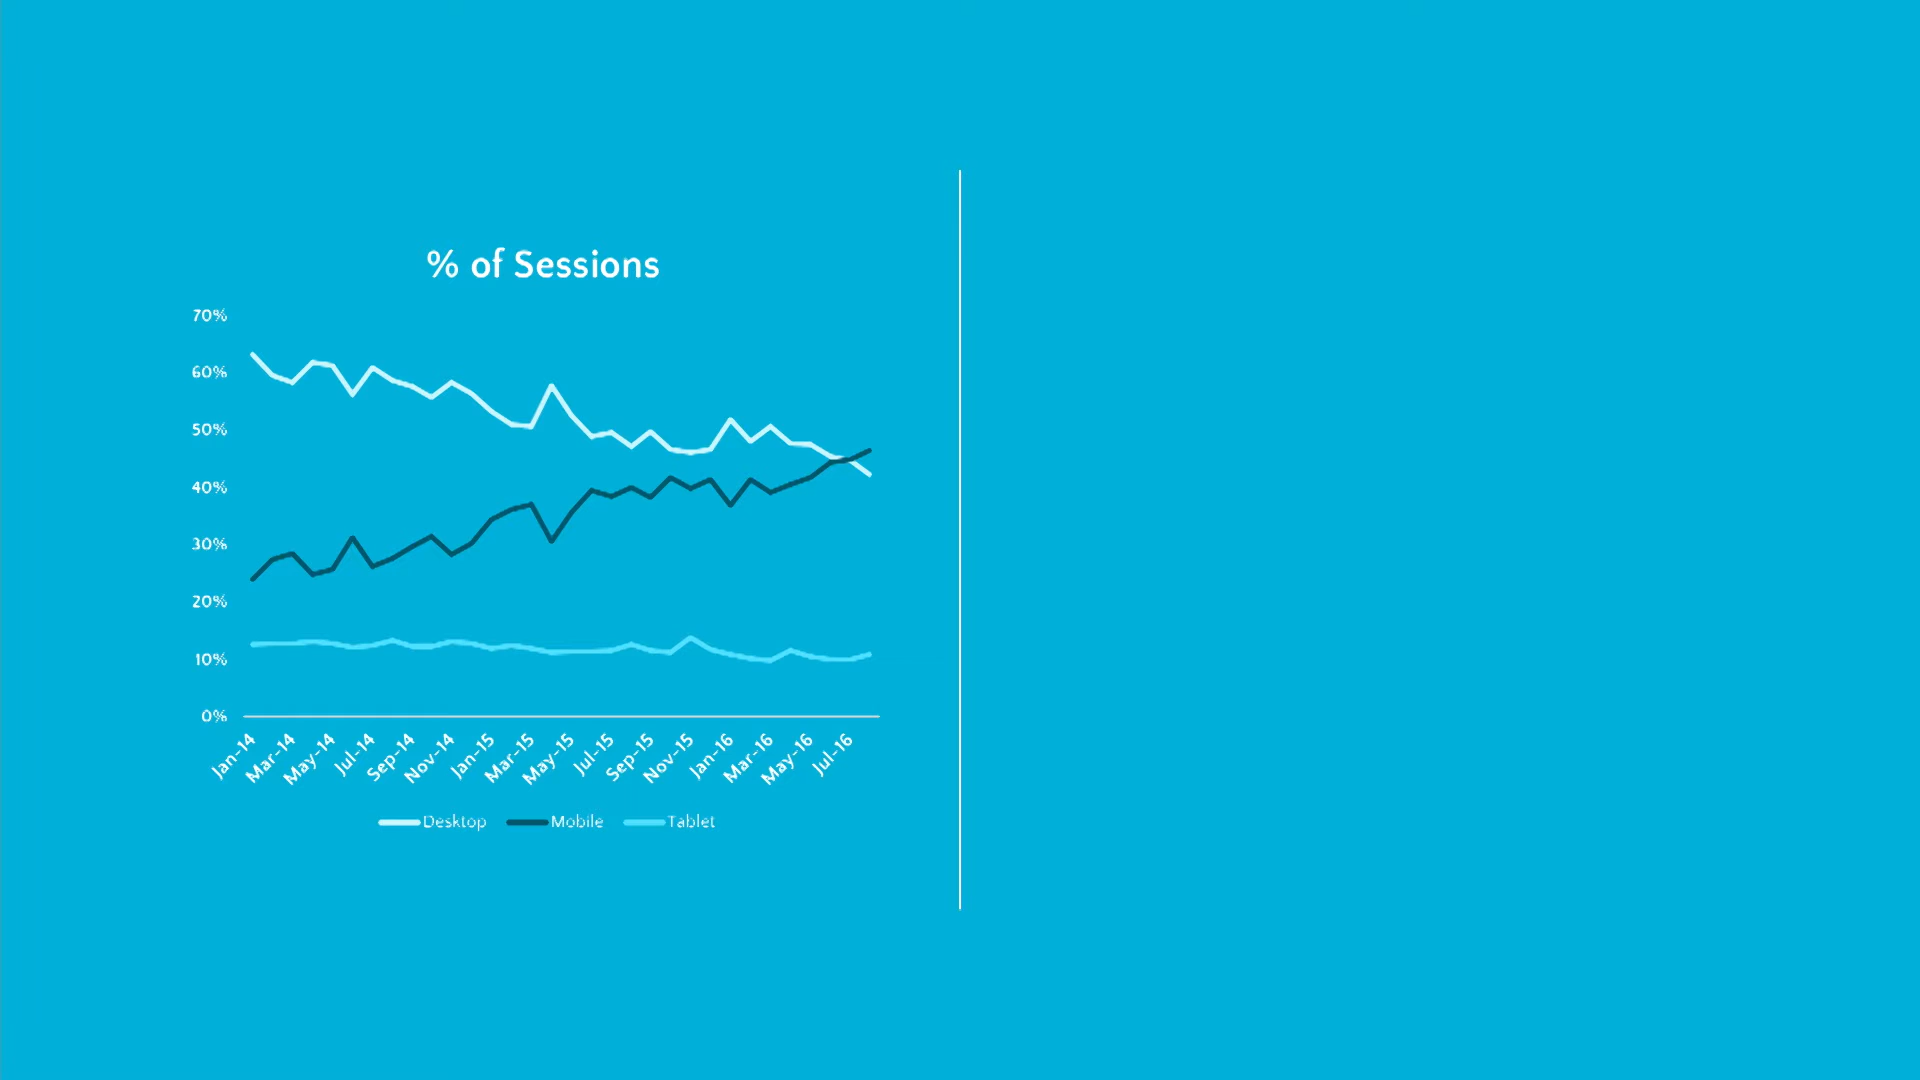 % of Sessions
70%
60%
50%
40%
30%
20%
10%
0%
Jan-14 Mar-14 May-14 Jul-14 Sep-14 Nov-14 Jan-15 Mar-15 May-15 Jul-15 Sep-15 Nov-15 Jan-16 Mar-16 May-16 Jul-16
Desktop Mobile Tablet